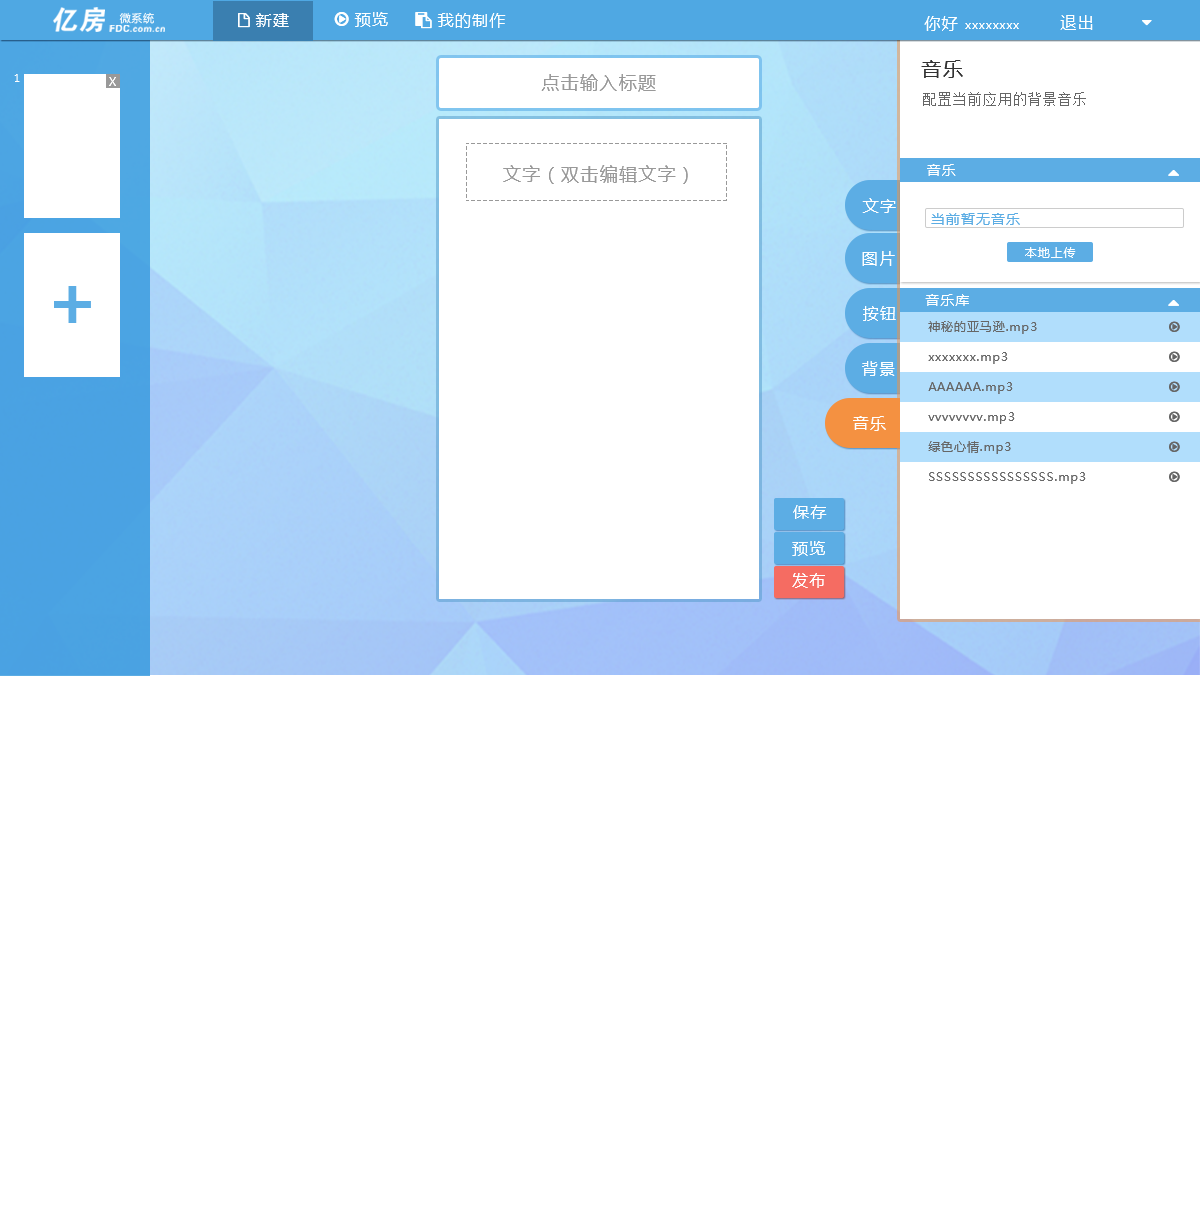 亿房 微系统
FDC.com.cn
新建
预览
我的制作
你好 xxxxxxxx
退出
1
X
点击输入标题
文字（双击编辑文字）
文字
图片
按钮
背景
音乐
保存
预览
发布
音乐
配置当前应用的背景音乐
音乐
当前暂无音乐
本地上传
音乐库
神秘的亚马逊.mp3
xxxxxxx.mp3
AAAAAA.mp3
vvvvvvvv.mp3
绿色心情.mp3
SSSSSSSSSSSSSSSS.mp3